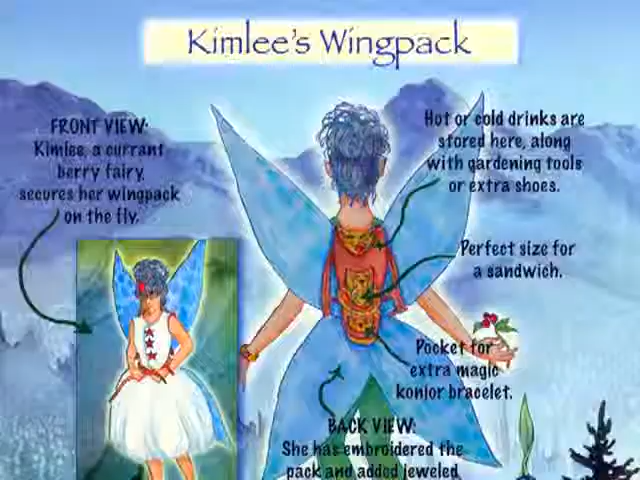 Kimlee's Wingpack
FRONT VIEW:
Kimlee, a currant
berry fairy,
secures her wingpack
on the fly.
Hot or cold drinks are
stored here, along
with gardening tools
or extra shoes.
Perfect size for
a sandwich.
Pocket for
extra magic
konjor bracelet.
BACK VIEW:
She has embroidered the
pack and added jeweled